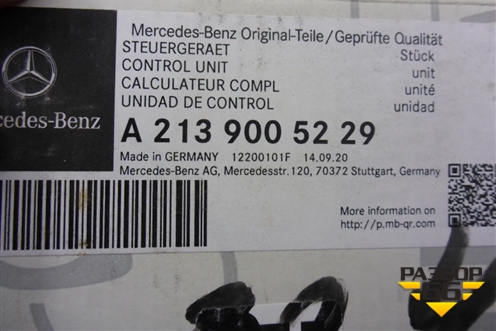 Mercedes-Benz Original-Teile/Geprüfte Qualität
STEUERGERAET Stück
CONTROL UNIT unit
CALCULATEUR COMPL unité
UNIDAD DE CONTROL unidad
cedes-Benz
A 213 900 52 29
Made in GERMANY 12200101F 14.09.20
Mercedes-Benz AG, Mercedesstr.120, 70372 Stuttgart, Germany
More information on
http://p.mb-qr.com/
РАЗБОР